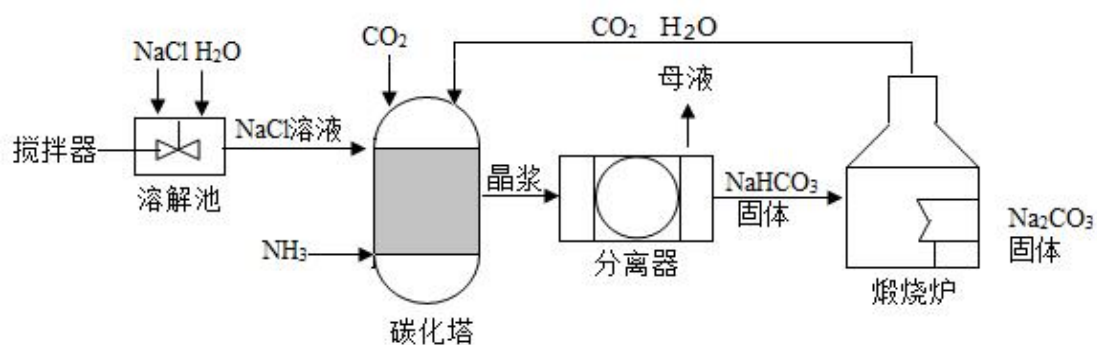 NaCl H₂O
搅拌器
溶解池
NaCl溶液
CO₂
NH₃
碳化塔
晶浆
CO₂ H₂O
母液
分离器
NaHCO₃
固体
Na₂CO₃
固体
煅烧炉